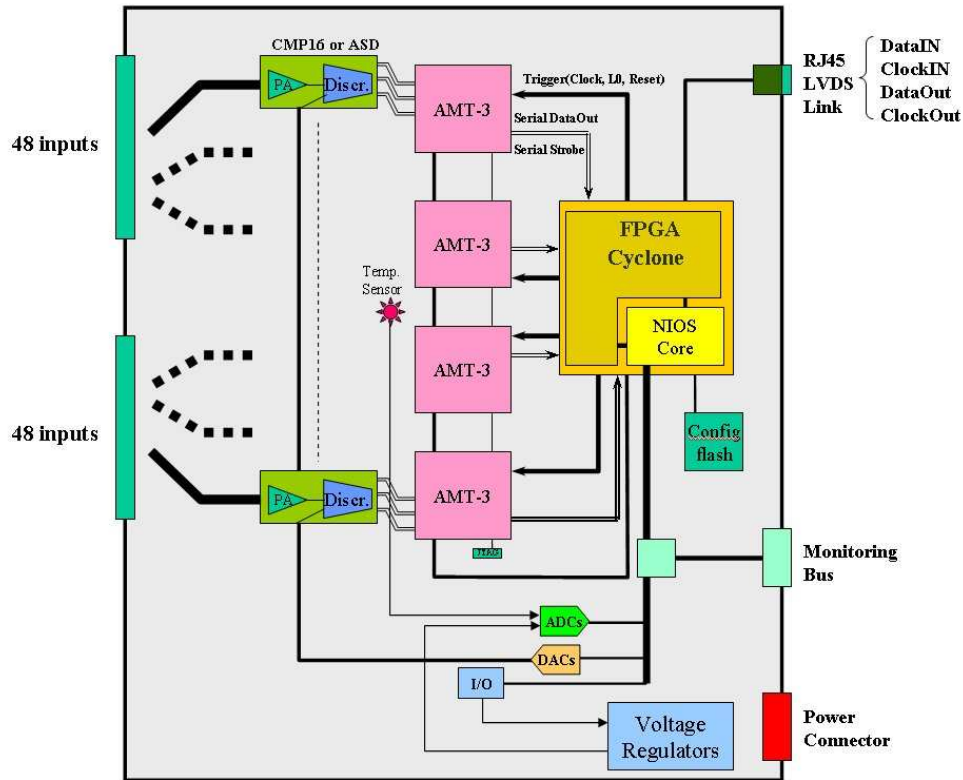 CMP16 or ASD
PA
Discr.
AMT-3
Trigger(Clock, L0, Reset)
Serial DataOut
Serial Strobe
RJ45
LVDS
Link
DataIN
ClockIN
DataOut
ClockOut
48 inputs
AMT-3
FPGA
Cyclone
Temp.
Sensor
NIOS
Core
AMT-3
48 inputs
Config
flash
PA
Discr.
AMT-3
JTAG
Monitoring
Bus
ADCs
DACs
I/O
Voltage
Regulators
Power
Connector